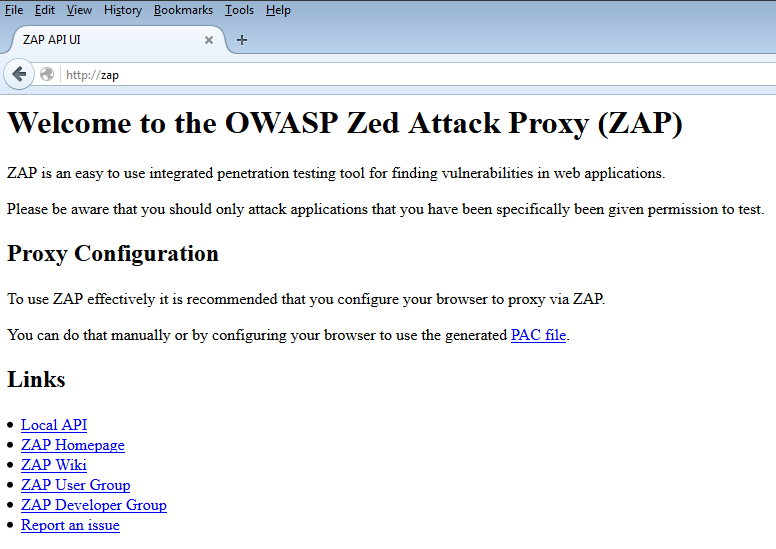 File Edit View History Bookmarks Tools Help
ZAP API UI
http://zap
Welcome to the OWASP Zed Attack Proxy (ZAP)
ZAP is an easy to use integrated penetration testing tool for finding vulnerabilities in web applications.
Please be aware that you should only attack applications that you have been specifically been given permission to test.
Proxy Configuration
To use ZAP effectively it is recommended that you configure your browser to proxy via ZAP.
You can do that manually or by configuring your browser to use the generated PAC file.
Links
Local API
ZAP Homepage
ZAP Wiki
ZAP User Group
ZAP Developer Group
Report an issue